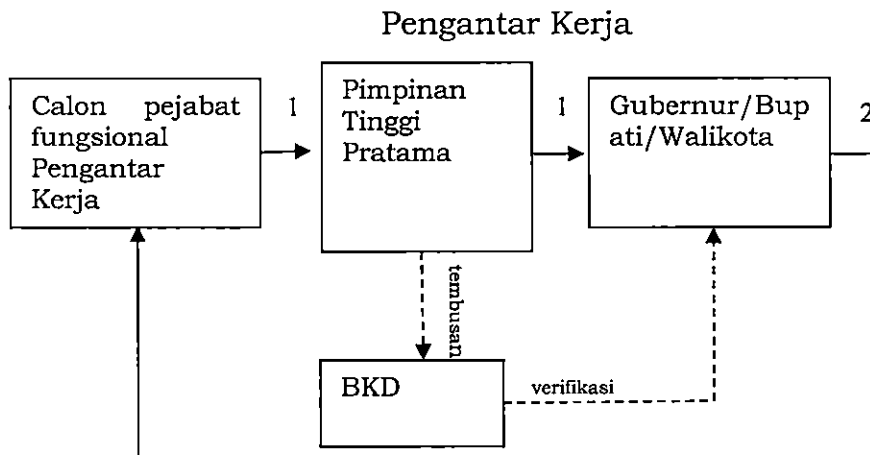 Pengantar Kerja
Calon pejabat
fungsional
Pengantar
Kerja
1
Pimpinan
Tinggi
Pratama
1
Gubernur/Bup
ati/Walikota
2
tembusan
BKD
verifikasi